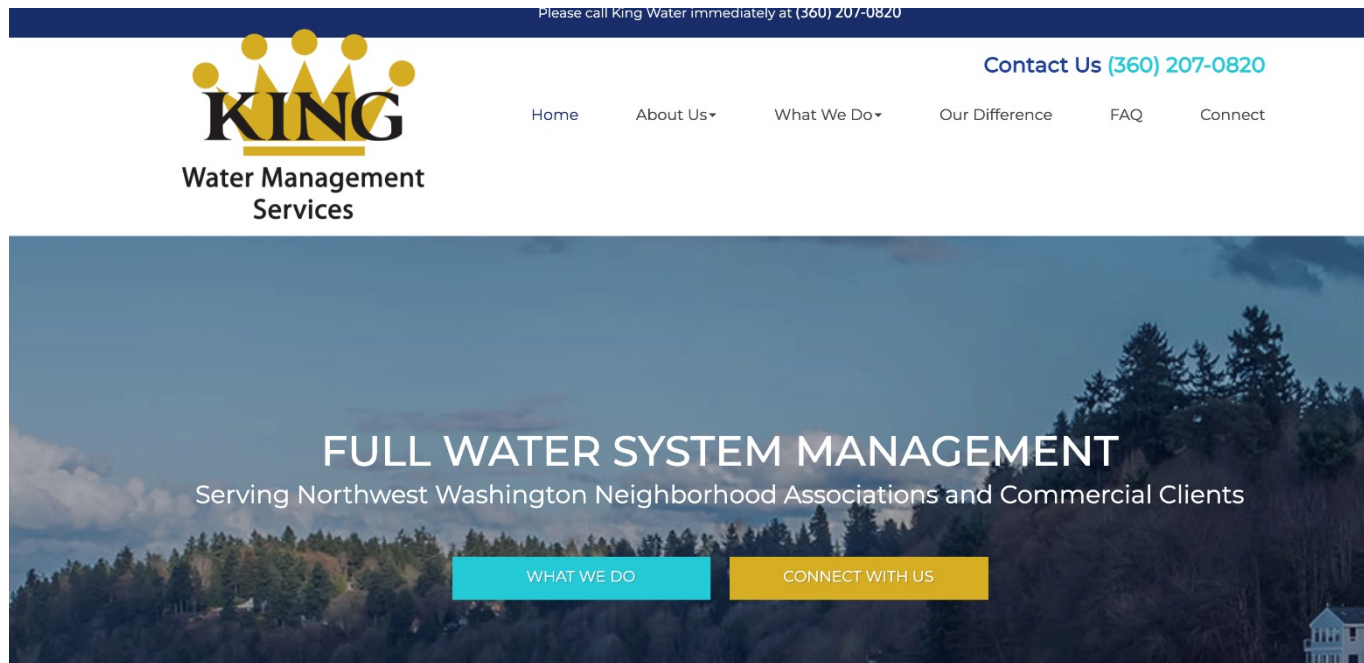 Please call King Water immediately at (360) 207-0820
KING
Water Management
Services
Contact Us (360) 207-0820
Home About Us What We Do Our Difference FAQ Connect
FULL WATER SYSTEM MANAGEMENT
Serving Northwest Washington Neighborhood Associations and Commercial Clients
WHAT WE DO CONNECT WITH US